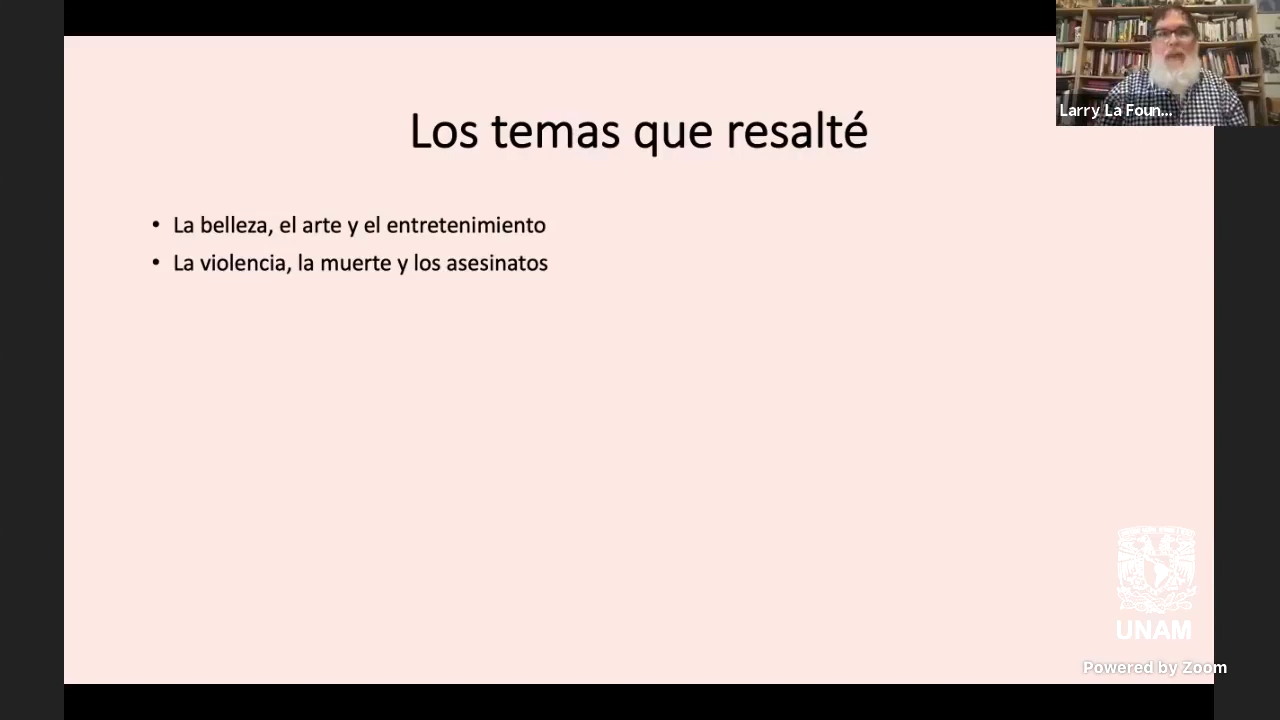 Los temas que resalté
• La belleza, el arte y el entretenimiento
• La violencia, la muerte y los asesinatos
Larry La Foun...
UNAM
Powered by Zoom